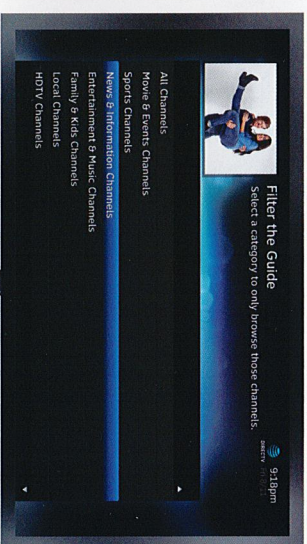 Filter the Guide
Select a category to only browse those channels.
9:18pm
DIRECTV
All Channels
Movie & Events Channels
Sports Channels
News & Information Channels
Entertainment & Music Channels
Family & Kids Channels
Local Channels
HDTV Channels